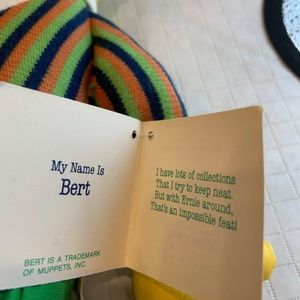 My Name Is
Bert
BERT IS A TRADEMARK
OF MUPPETS, INC.
I have lots of collections
That I try to keep neat.
But with Ernie around,
That's an impossible feat!